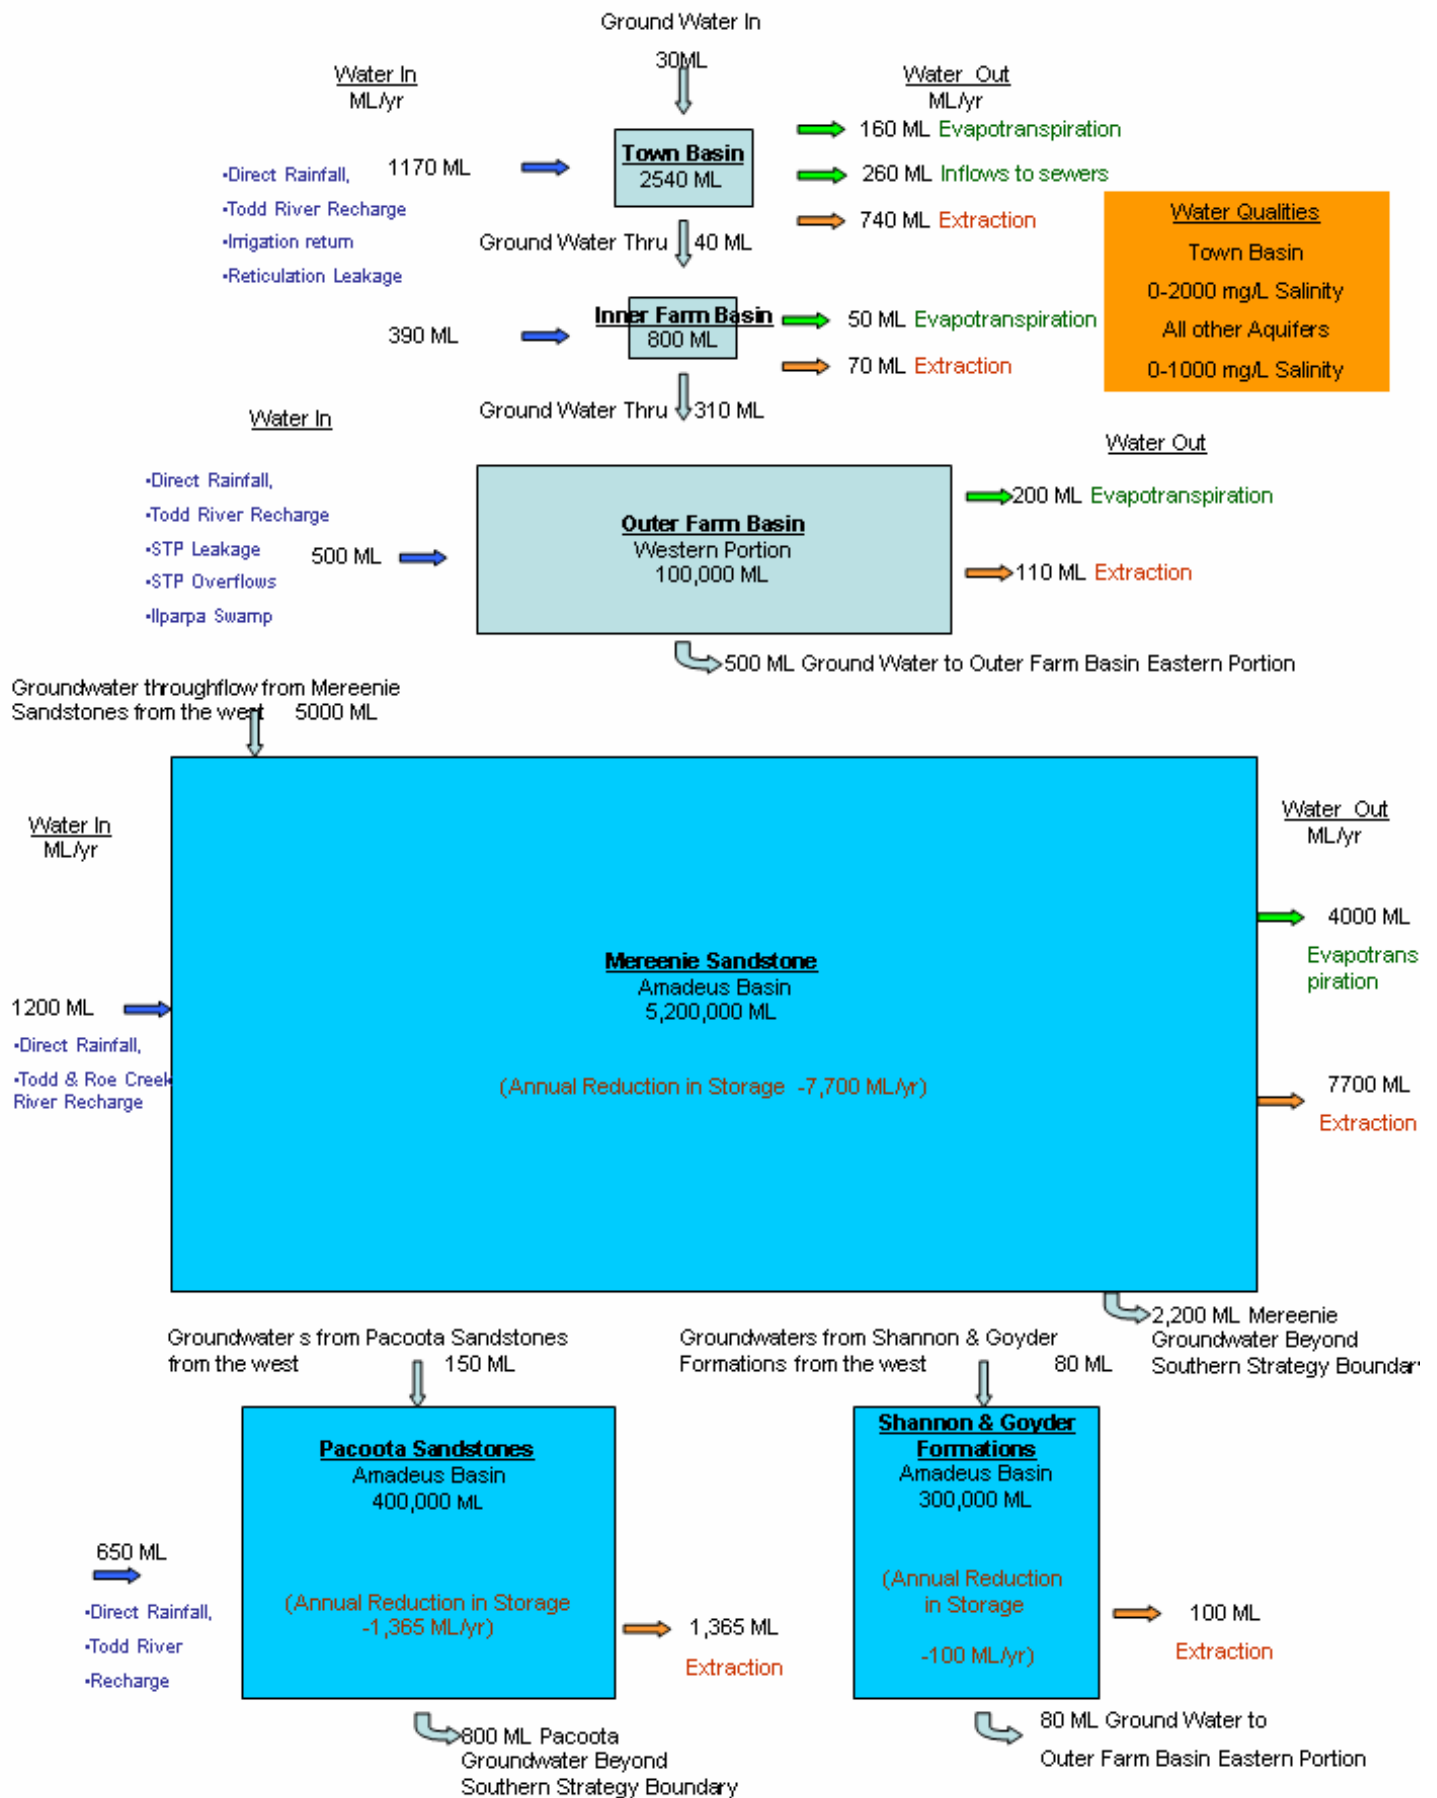 Ground Water In
30ML
Water In
ML/yr
Water Out
ML/yr
Town Basin
2540 ML
1170 ML
•Direct Rainfall,
•Todd River Recharge
•Irrigation return
•Reticulation Leakage
160 ML Evapotranspiration
260 ML Inflows to sewers
740 ML Extraction
Water Qualities
Town Basin
0-2000 mg/L Salinity
All other Aquifers
0-1000 mg/L Salinity
Ground Water Thru 40 ML
Inner Farm Basin
800 ML
390 ML
50 ML Evapotranspiration
70 ML Extraction
Ground Water Thru 310 ML
Water In
Water Out
•Direct Rainfall,
•Todd River Recharge
•STP Leakage
•STP Overflows
•Ilparpa Swamp
500 ML
Outer Farm Basin
Western Portion
100,000 ML
200 ML Evapotranspiration
110 ML Extraction
500 ML Ground Water to Outer Farm Basin Eastern Portion
Groundwater throughflow from Mereenie
Sandstones from the west 5000 ML
Water In
ML/yr
Water Out
ML/yr
Mereenie Sandstone
Amadeus Basin
5,200,000 ML
(Annual Reduction in Storage -7,700 ML/yr)
1200 ML
•Direct Rainfall,
•Todd & Roe Creek
River Recharge
4000 ML
Evapotrans
piration
7700 ML
Extraction
2,200 ML Mereenie
Groundwater Beyond
Southern Strategy Boundar
Groundwater s from Pacoota Sandstones
from the west 150 ML
Groundwaters from Shannon & Goyder
Formations from the west 80 ML
Pacoota Sandstones
Amadeus Basin
400,000 ML
(Annual Reduction in Storage
-1,365 ML/yr)
650 ML
•Direct Rainfall,
•Todd River
•Recharge
1,365 ML
Extraction
800 ML Pacoota
Groundwater Beyond
Southern Strategy Boundary
Shannon & Goyder
Formations
Amadeus Basin
300,000 ML
(Annual Reduction
in Storage
-100 ML/yr)
100 ML
Extraction
80 ML Ground Water to
Outer Farm Basin Eastern Portion